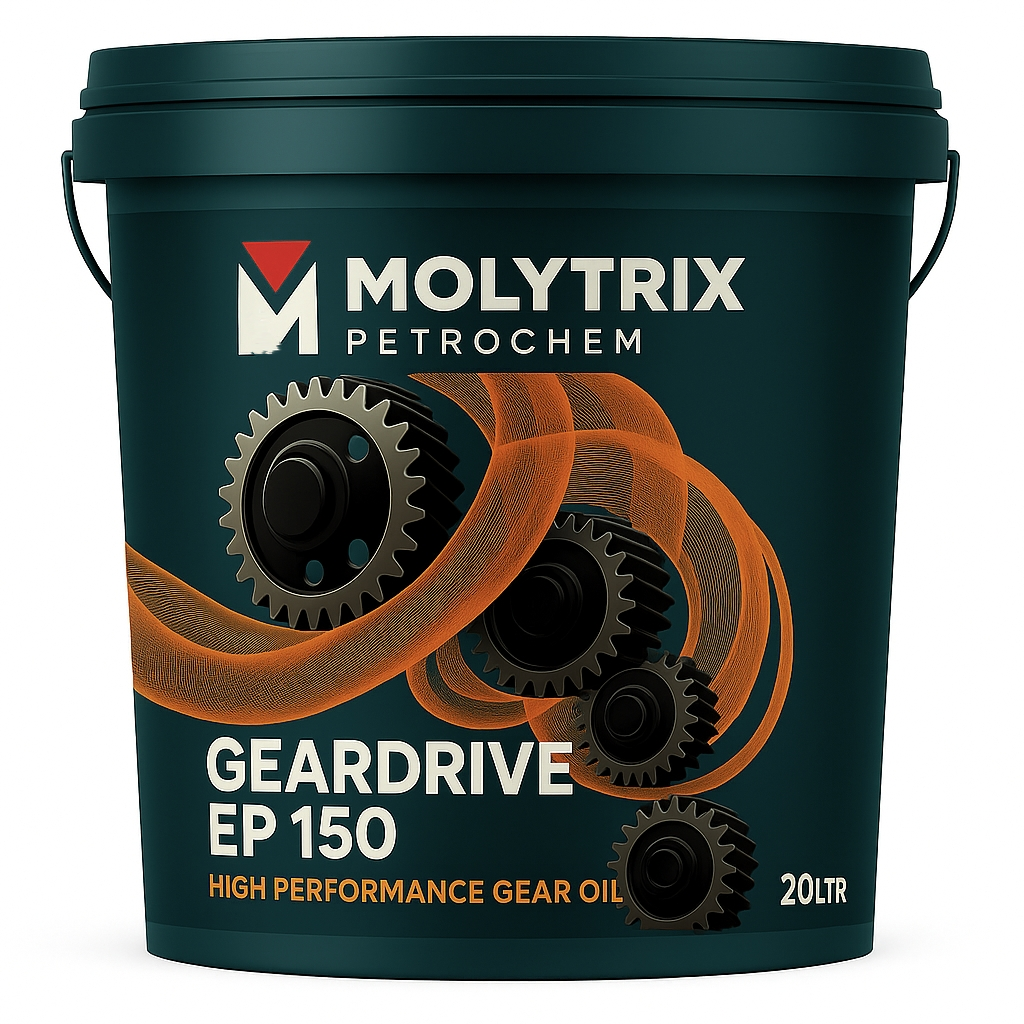 MOLYTRIX
PETROCHEM
GEARDRIVE
EP 150
HIGH PERFORMANCE GEAR OIL
20LTR